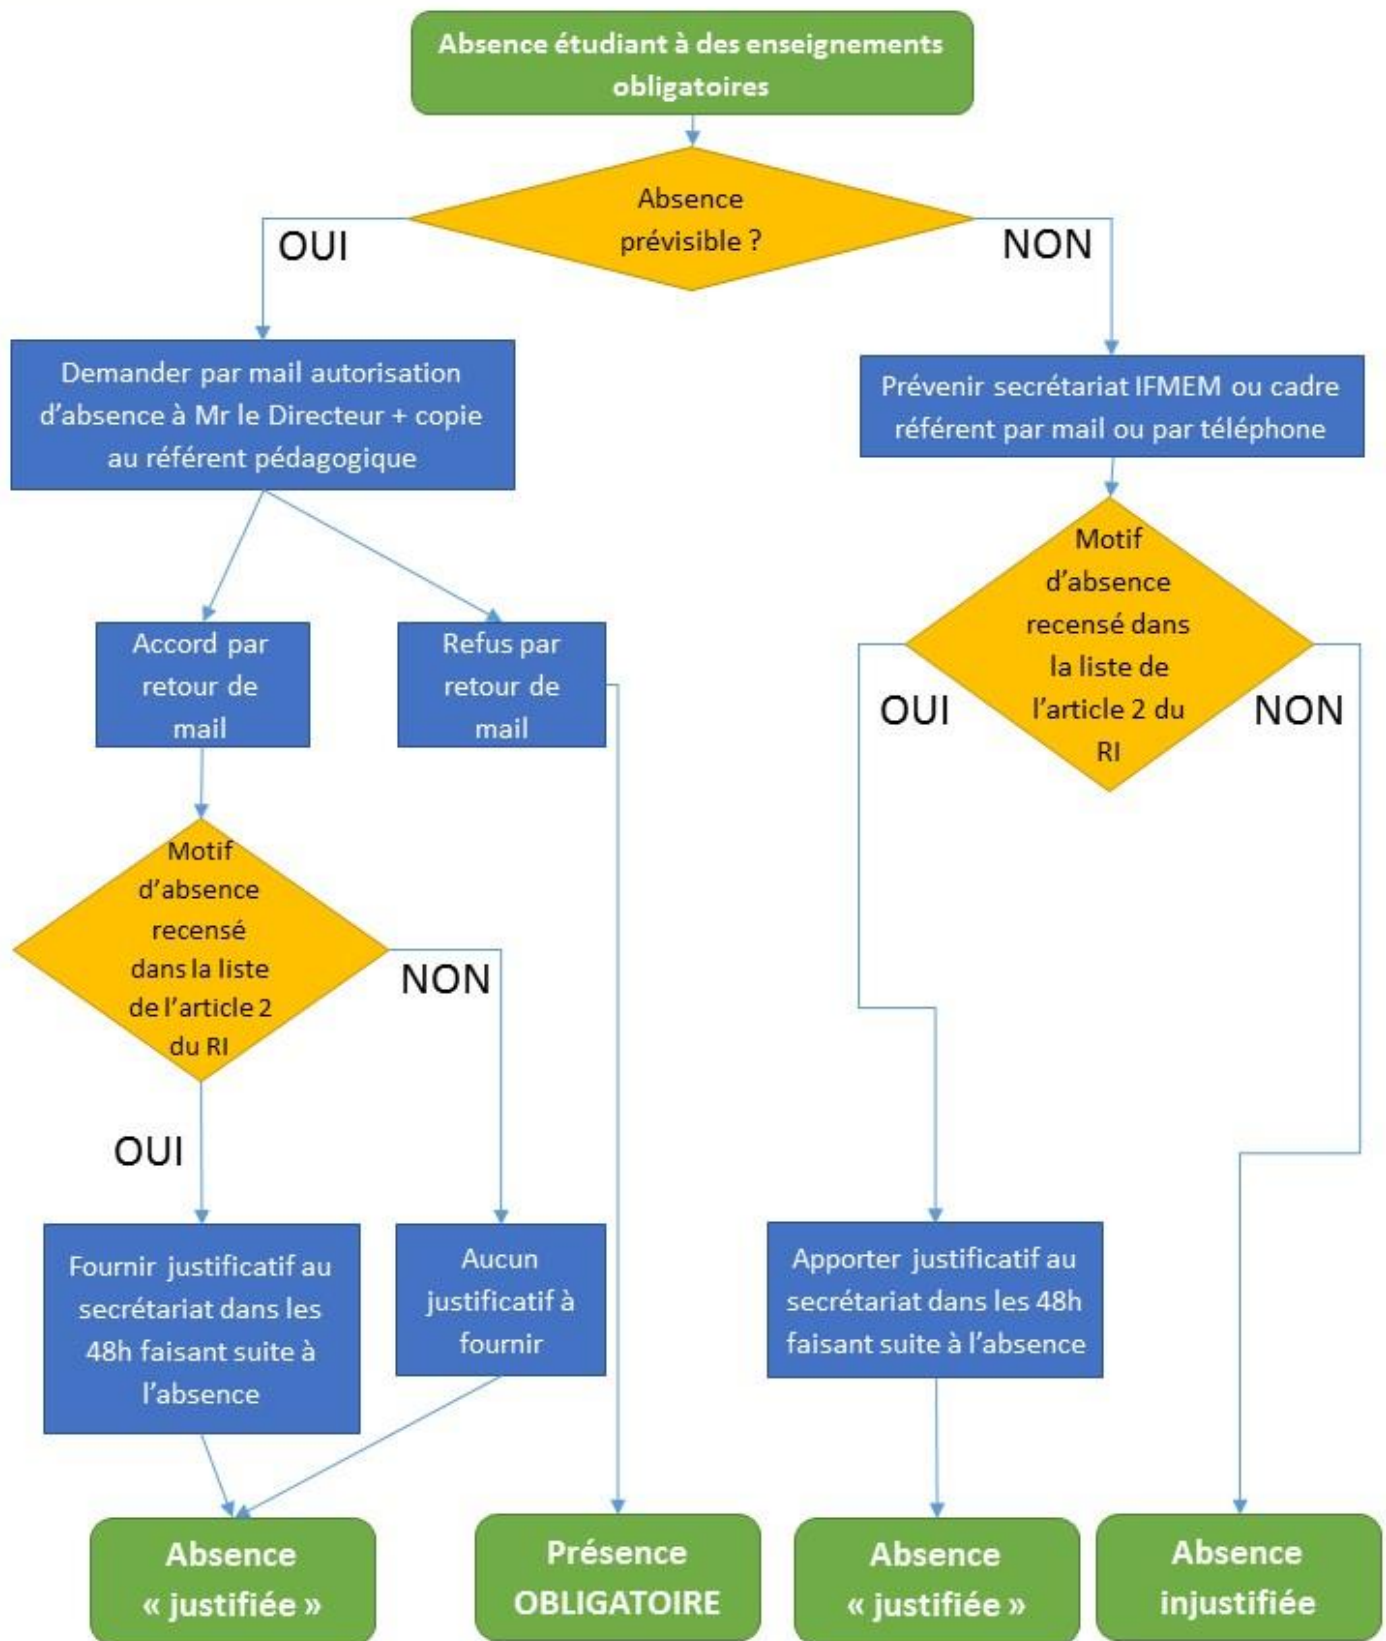 Absence étudiant à des enseignements
obligatoires
Absence
prévisible ?
OUI
NON
Demander par mail autorisation
d’absence à Mr le Directeur + copie
au référent pédagogique
Prévenir secrétariat IFMEM ou cadre
référent par mail ou par téléphone
Accord par
retour de
mail
Refus par
retour de
mail
Motif
d’absence
recensé dans
la liste de
l’article 2 du
RI
OUI
NON
Motif
d’absence
recensé
dans la liste
de l’article 2
du RI
NON
OUI
Fournir justificatif au
secrétariat dans les
48h faisant suite à
l’absence
Aucun
justificatif à
fournir
Apporter justificatif au
secrétariat dans les 48h
faisant suite à l’absence
Absence
« justifiée »
Présence
OBLIGATOIRE
Absence
« justifiée »
Absence
injustifiée